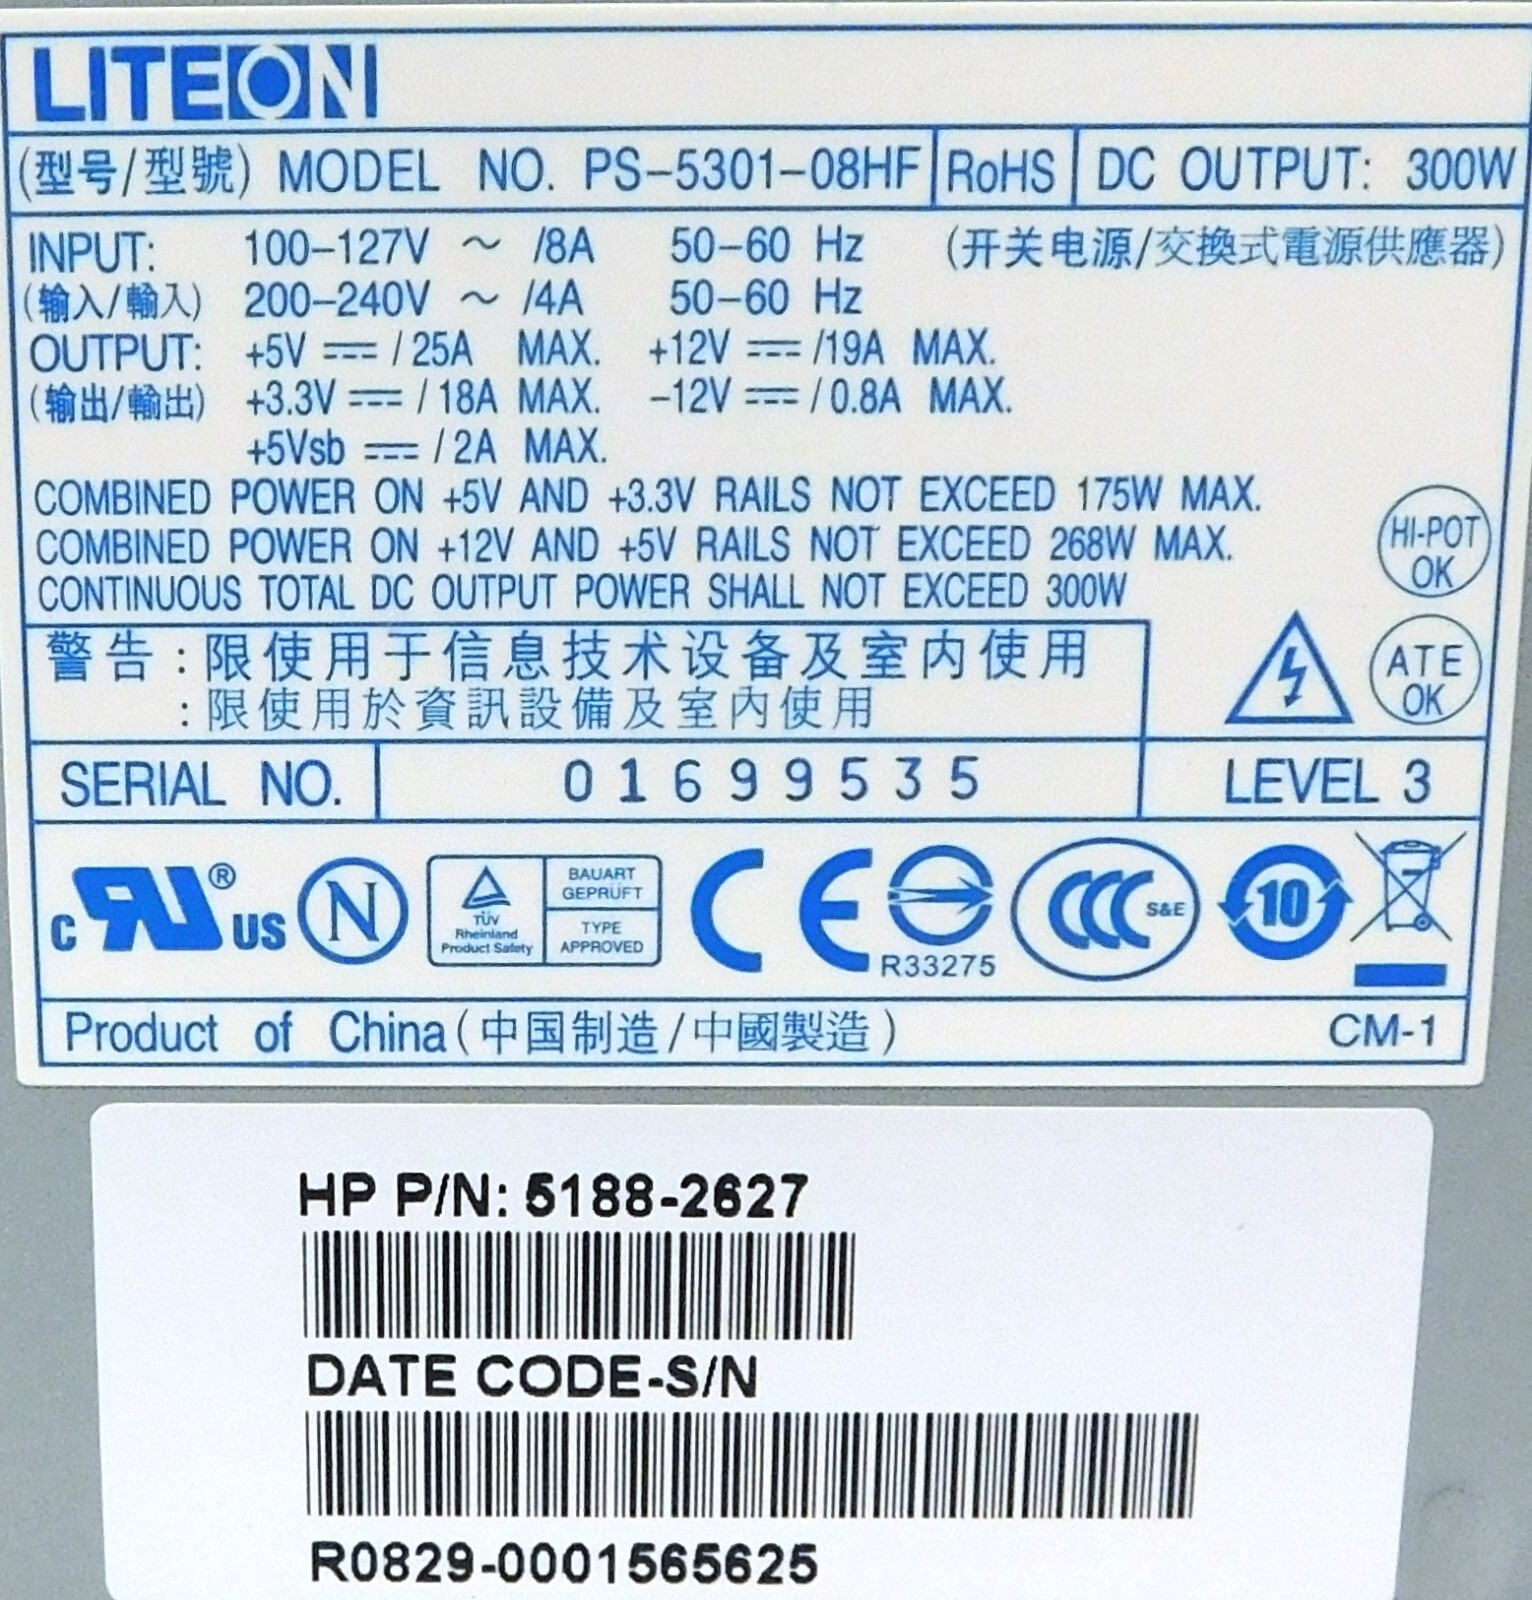 LITEON
(型号/型號) MODEL NO. PS-5301-08HF RoHS DC OUTPUT: 300W
INPUT: 100-127V ~ /8A 50-60 Hz (开关电源/交換式電源供應器)
(输入/輸入) 200-240V ~ /4A 50-60 Hz
OUTPUT: +5V ⎓ / 25A MAX. +12V ⎓ /19A MAX.
(输出/輸出) +3.3V ⎓ / 18A MAX. -12V ⎓ / 0.8A MAX.
+5Vsb ⎓ / 2A MAX.
COMBINED POWER ON +5V AND +3.3V RAILS NOT EXCEED 175W MAX.
COMBINED POWER ON +12V AND +5V RAILS NOT EXCEED 268W MAX.
CONTINUOUS TOTAL DC OUTPUT POWER SHALL NOT EXCEED 300W
HI-POT
OK
警告:限使用于信息技术设备及室内使用
:限使用於資訊設備及室內使用
ATE
OK
SERIAL NO. 01699535 LEVEL 3
c RU ® US
N
TÜV
Rheinland
Product Safety
BAUART
GEPRÜFT
TYPE
APPROVED
CE
R33275
CCC S&E
10
Product of China (中国制造/中國製造) CM-1
HP P/N: 5188-2627
DATE CODE-S/N
R0829-0001565625